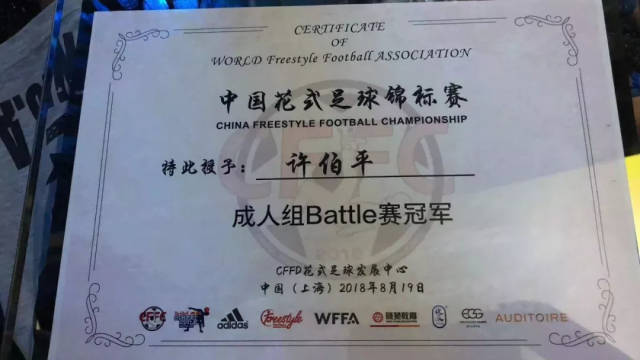 CERTIFICATE
OF
WORLD Freestyle Football ASSOCIATION
中国花式足球锦标赛
CHINA FREESTYLE FOOTBALL CHAMPIONSHIP
特此授予：许伯平
成人组Battle赛冠军
CFFD花式足球发展中心
中国（上海）2018年8月19日
CFFC adidas Freestyle WFFA AUDITOIRE